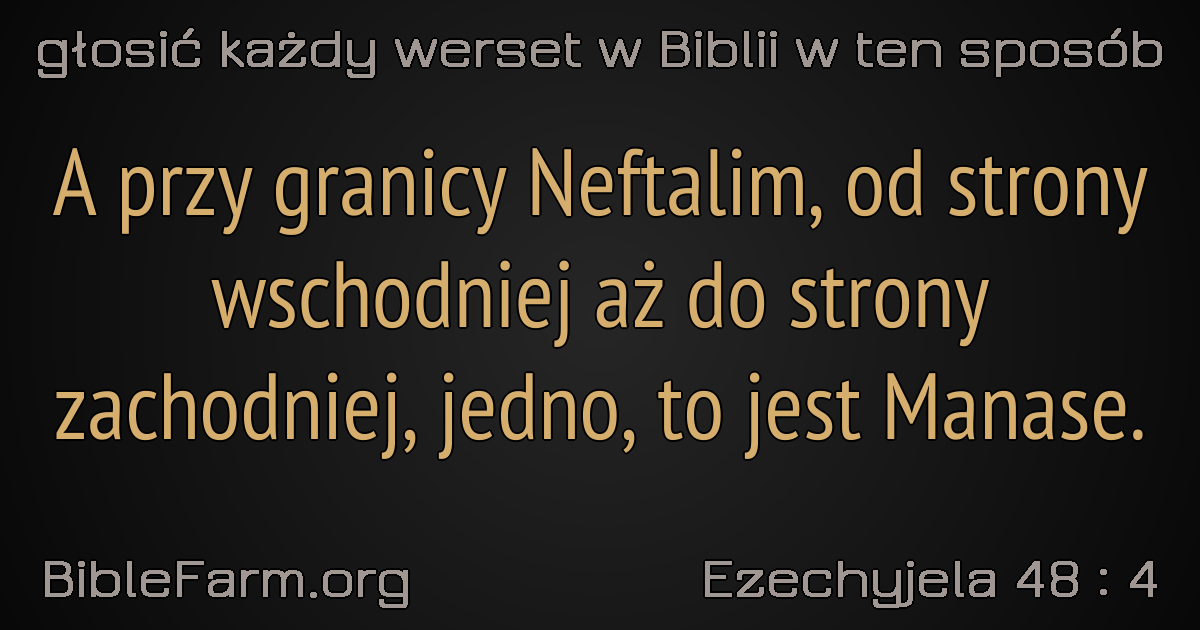 głosić każdy werset w Biblii w ten sposób
A przy granicy Neftalim, od strony
wschodniej aż do strony
zachodniej, jedno, to jest Manase.
BibleFarm.org
Ezechyjela 48 : 4